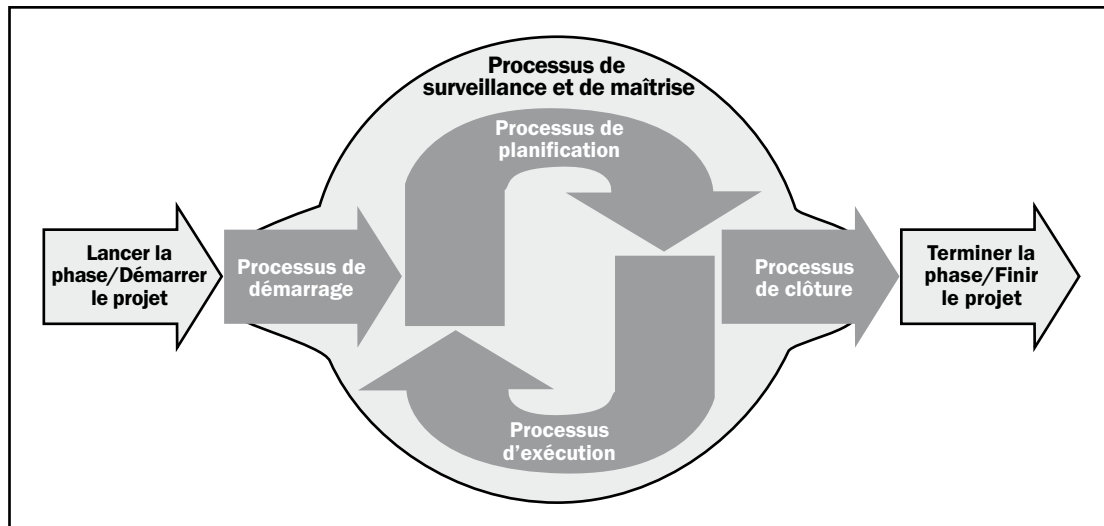 Processus de
surveillance et de maîtrise
Processus de
planification
Lancer la
phase/Démarrer
le projet
Processus de
démarrage
Processus
de clôture
Terminer la
phase/Finir
le projet
Processus
d'exécution